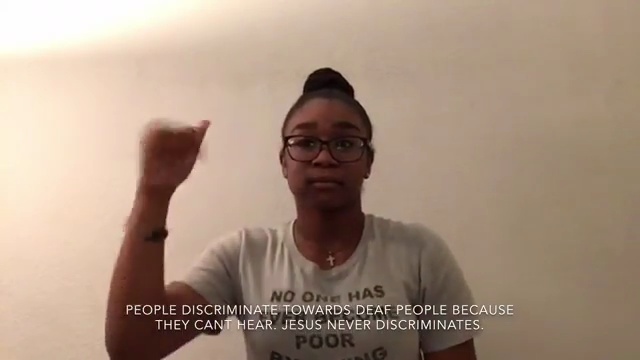 NO ONE HAS
PEOPLE DISCRIMINATE TOWARDS DEAF PEOPLE BECAUSE
THEY CANT HEAR. JESUS NEVER DISCRIMINATES.
POOR